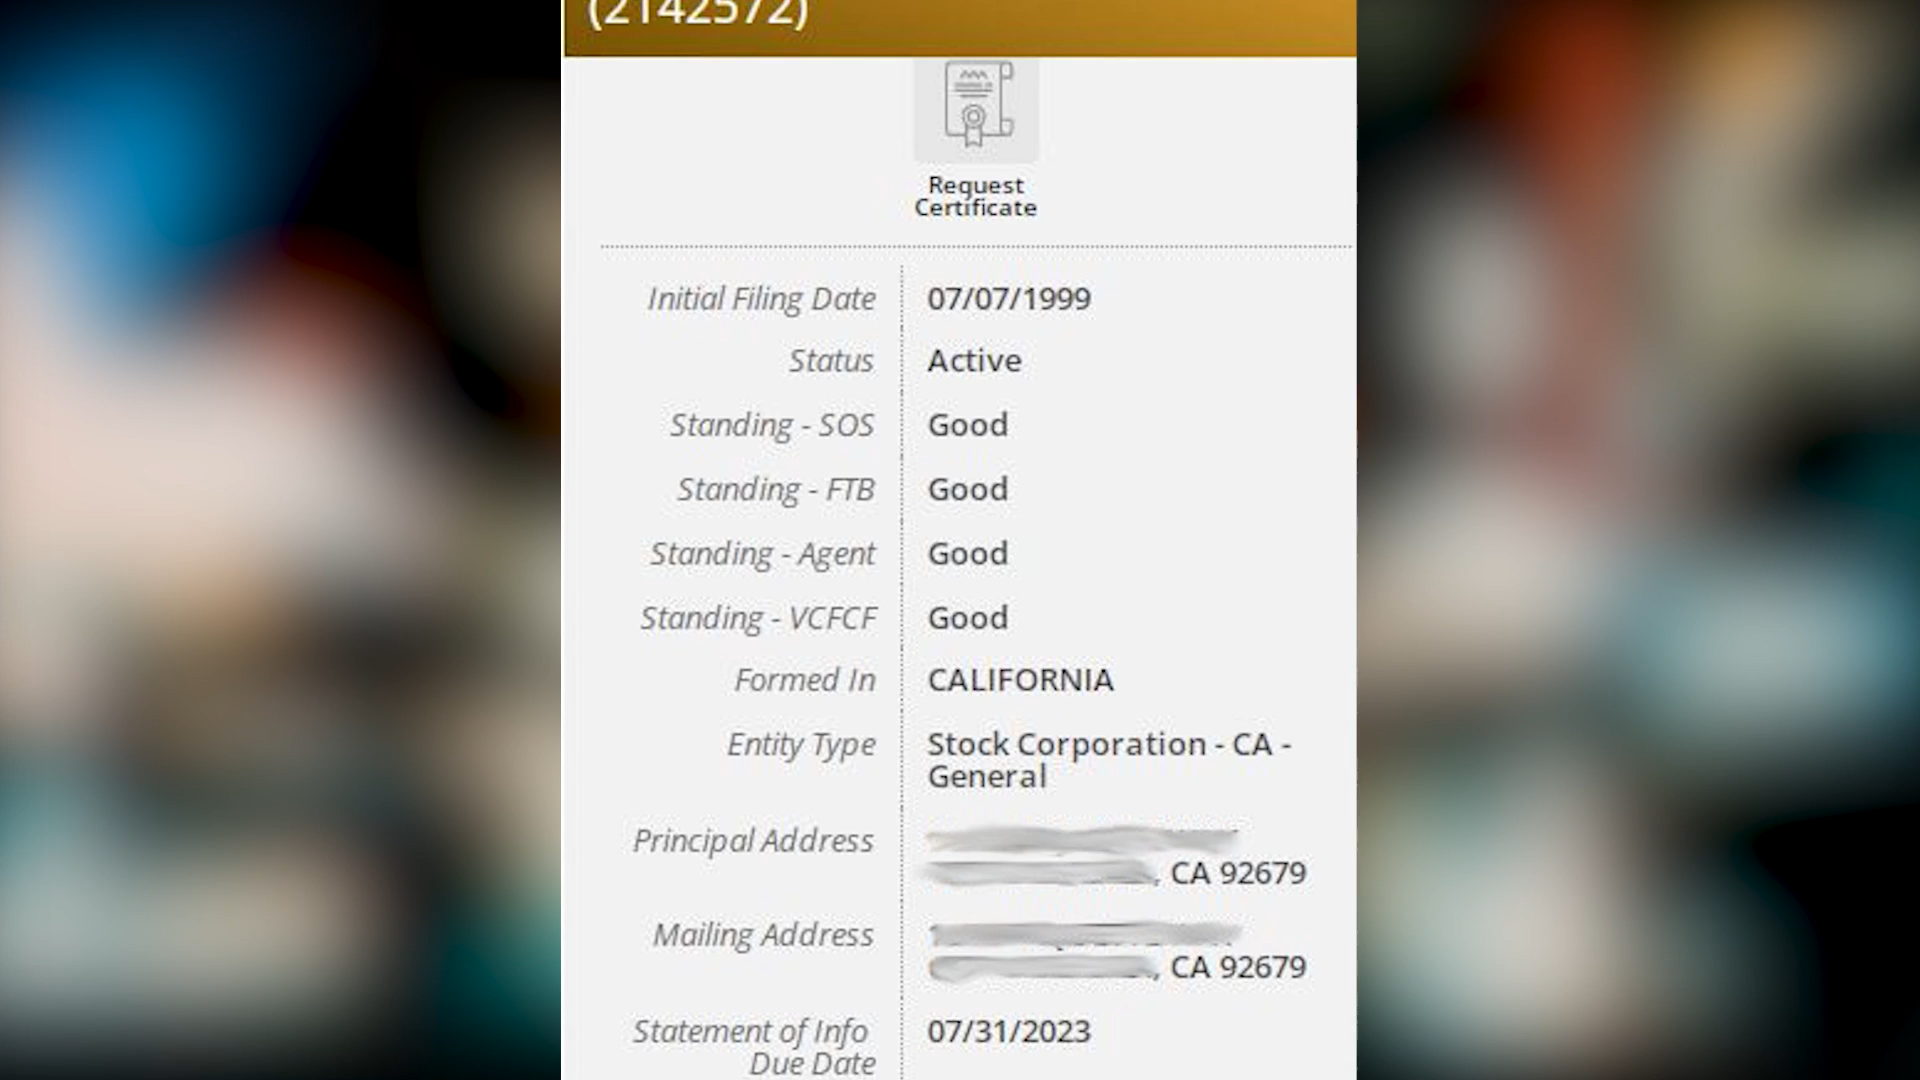 (2142572)
Request
Certificate
Initial Filing Date 07/07/1999
Status Active
Standing - SOS Good
Standing - FTB Good
Standing - Agent Good
Standing - VCFCF Good
Formed In CALIFORNIA
Entity Type Stock Corporation - CA -
General
Principal Address
, CA 92679
Mailing Address
, CA 92679
Statement of Info 07/31/2023
Due Date